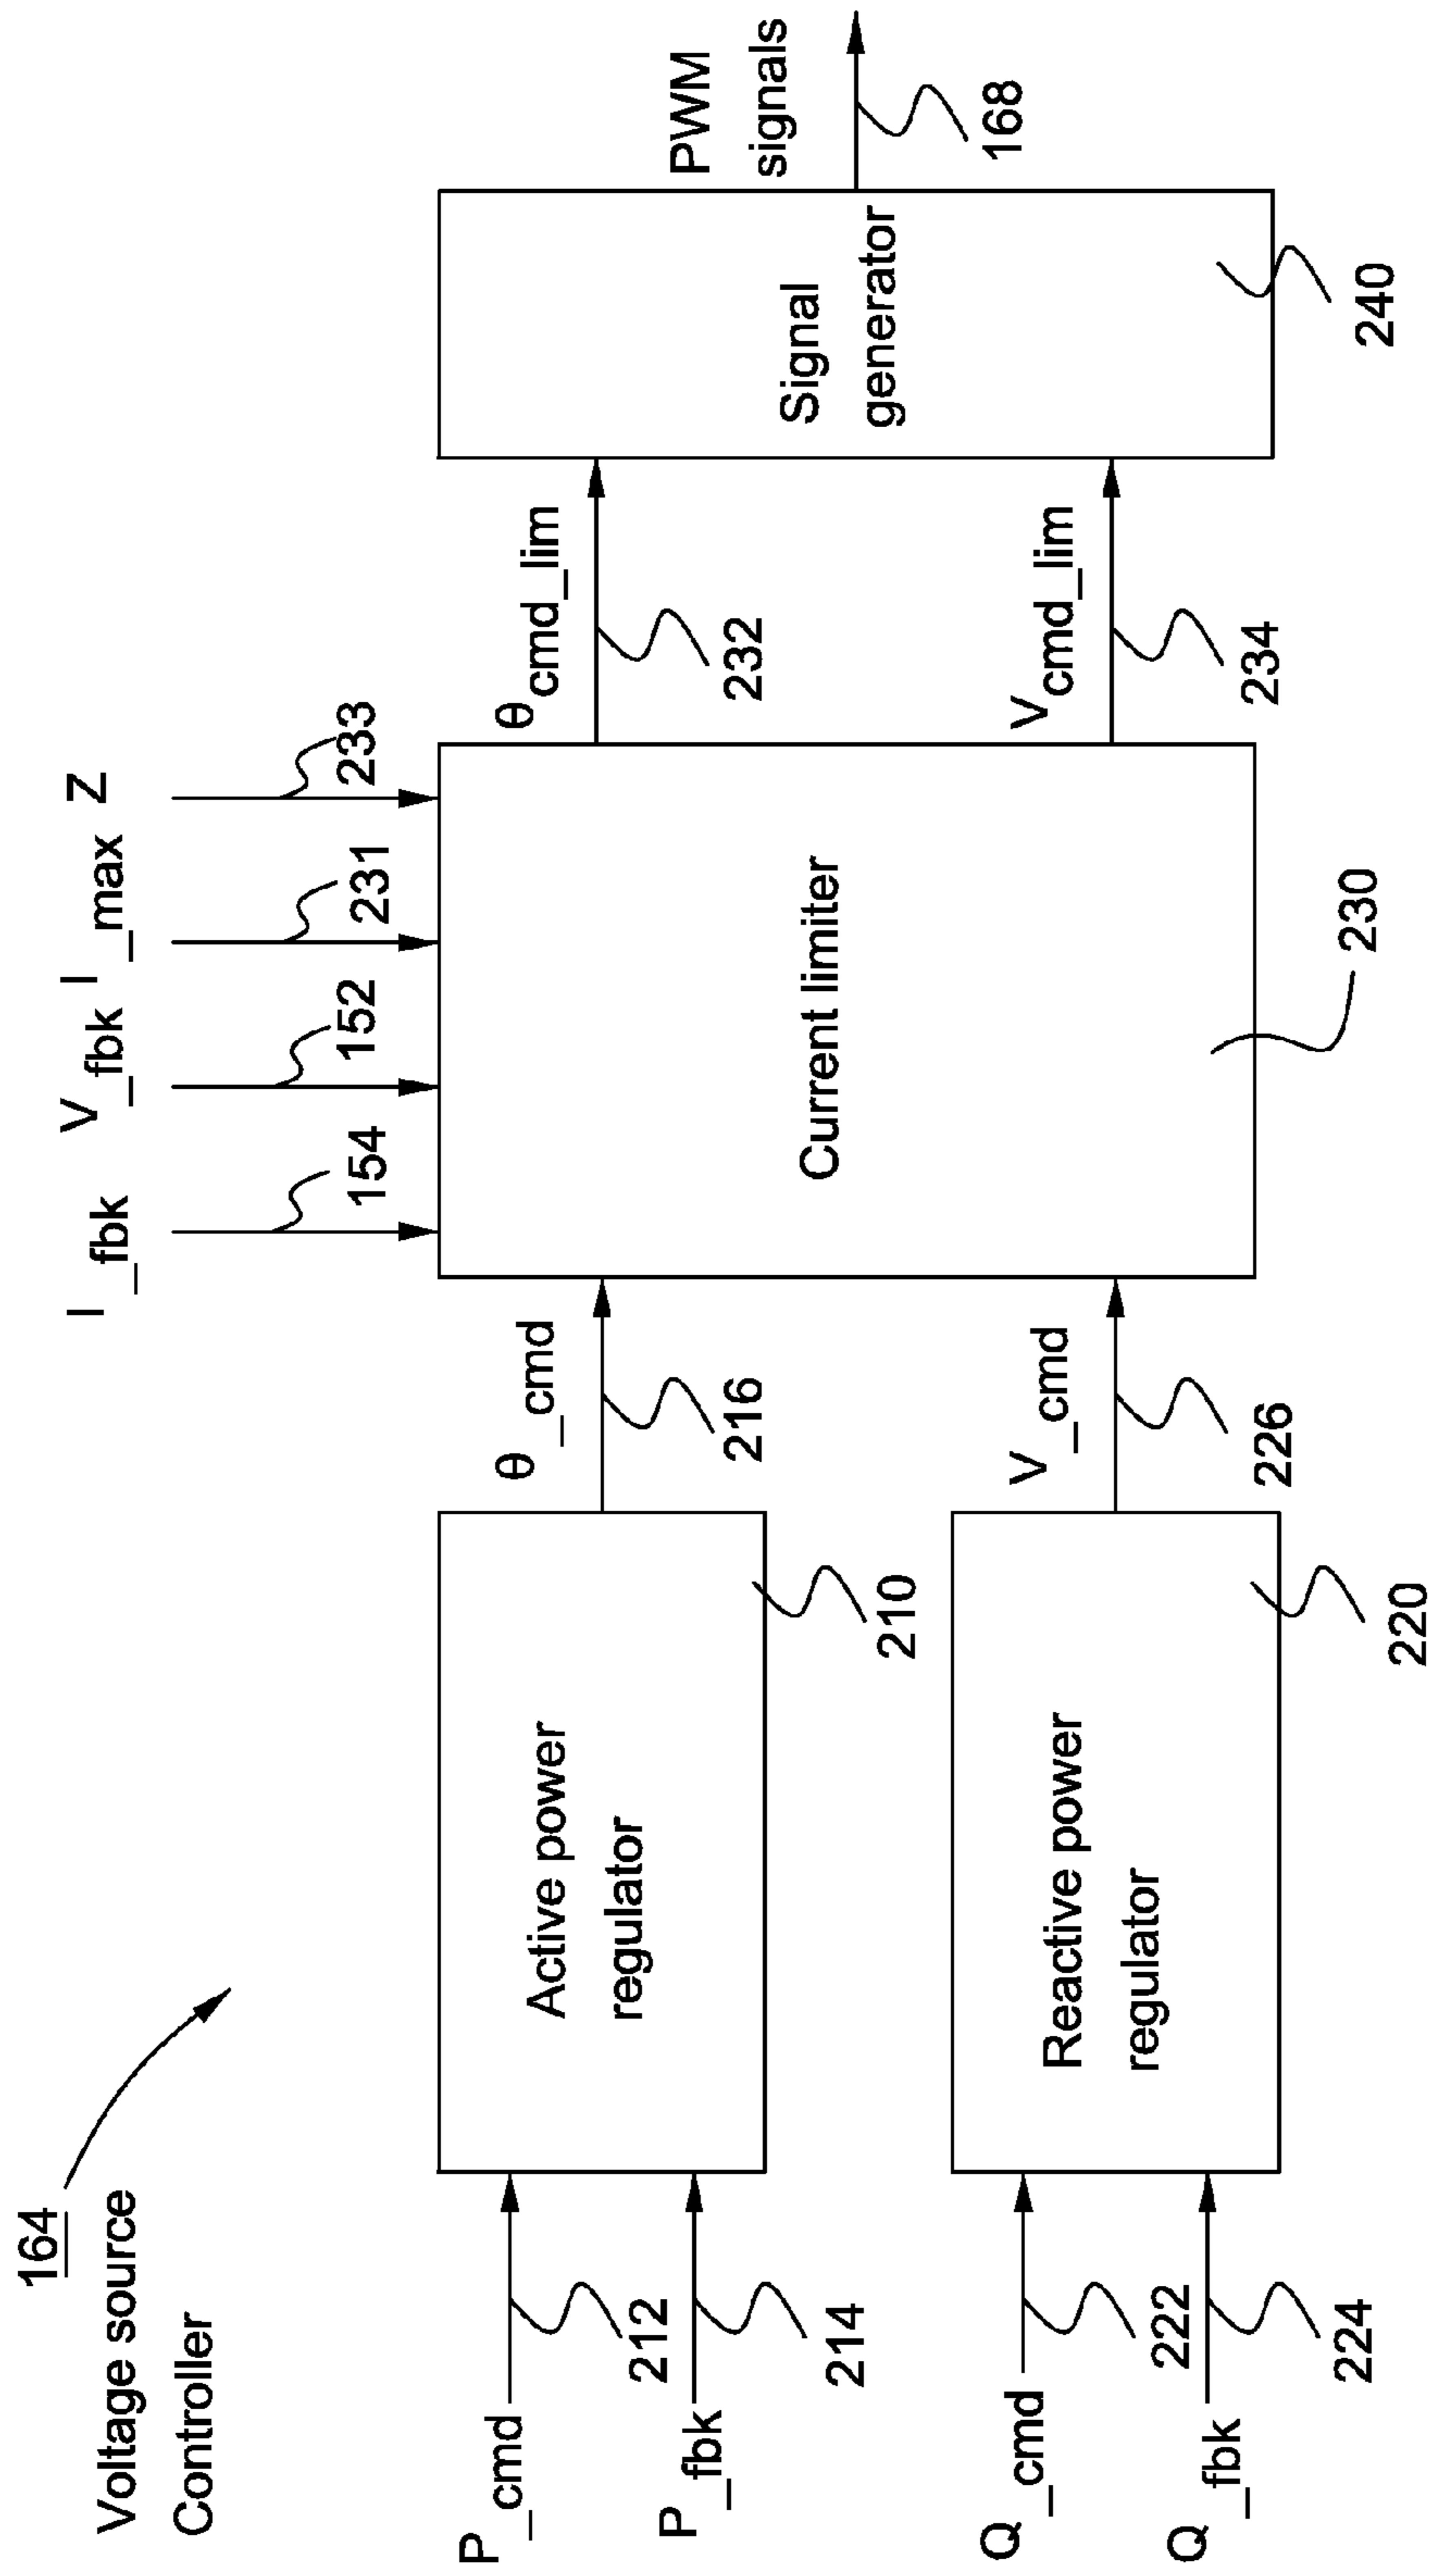 164
Voltage source
Controller
I_fbk
V_fbk
I_max
Z
154
152
231
233
P_cmd
212
P_fbk
214
Active power
regulator
210
θ_cmd
216
Q_cmd
222
Q_fbk
224
Reactive power
regulator
220
V_cmd
226
Current limiter
230
θcmd_lim
232
Vcmd_lim
234
Signal
generator
240
PWM
signals
168